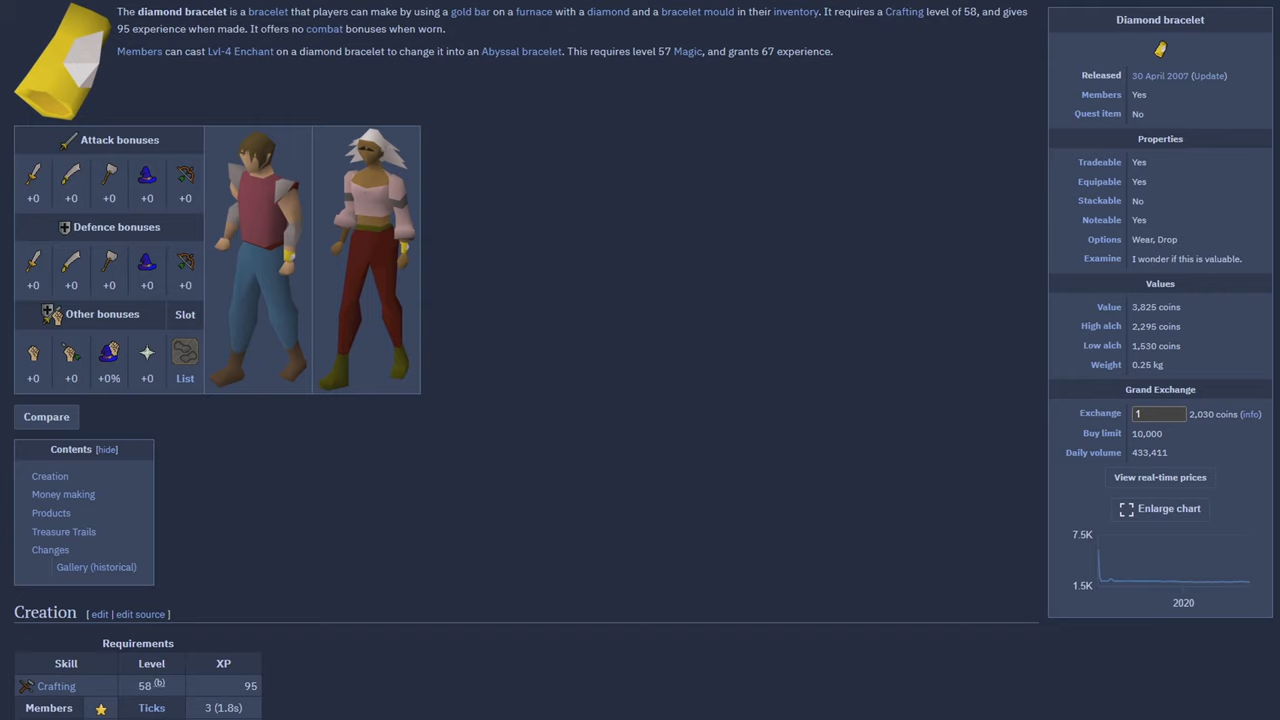 The diamond bracelet is a bracelet that players can make by using a gold bar on a furnace with a diamond and a bracelet mould in their inventory. It requires a Crafting level of 58, and gives
95 experience when made. It offers no combat bonuses when worn.
Members can cast Lvl-4 Enchant on a diamond bracelet to change it into an Abyssal bracelet. This requires level 57 Magic, and grants 67 experience.
Attack bonuses
+0 +0 +0 +0 +0
Defence bonuses
+0 +0 +0 +0 +0
Other bonuses Slot
+0 +0 +0% +0 List
Compare
Contents [hide]
Creation
Money making
Products
Treasure Trails
Changes
Gallery (historical)
Creation [ edit | edit source ]
Requirements
Skill Level XP
Crafting 58 (b) 95
Members Ticks 3 (1.8s)
Diamond bracelet
Released 30 April 2007 (Update)
Members Yes
Quest item No
Properties
Tradeable Yes
Equipable Yes
Stackable No
Noteable Yes
Options Wear, Drop
Examine I wonder if this is valuable.
Values
Value 3,825 coins
High alch 2,295 coins
Low alch 1,530 coins
Weight 0.25 kg
Grand Exchange
Exchange 1 2,030 coins (info)
Buy limit 10,000
Daily volume 433,411
View real-time prices
Enlarge chart
7.5K
1.5K
2020